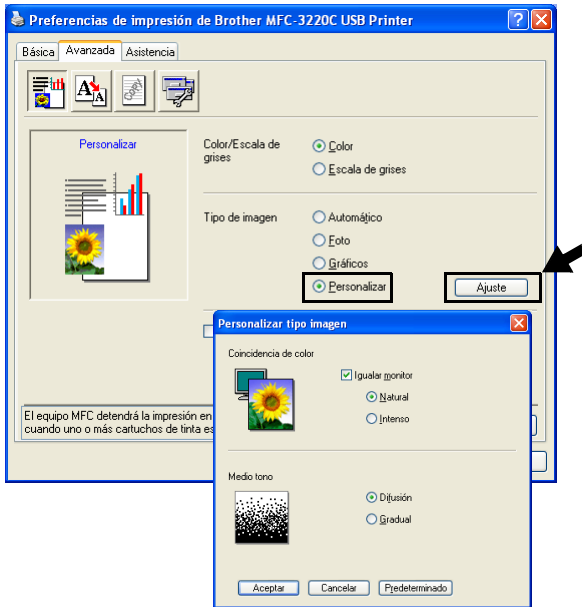 Preferencias de impresión de Brother MFC-3220C USB Printer
Básica Avanzada Asistencia
Personalizar
Color/Escala de grises
Color
Escala de grises
Tipo de imagen
Automático
Foto
Gráficos
Personalizar
Ajuste
El equipo MFC detendrá la impresión en
cuando uno o más cartuchos de tinta
Personalizar tipo imagen
Coincidencia de color
Igualar monitor
Natural
Intenso
Medio tono
Difusión
Gradual
Aceptar Cancelar Predeterminado